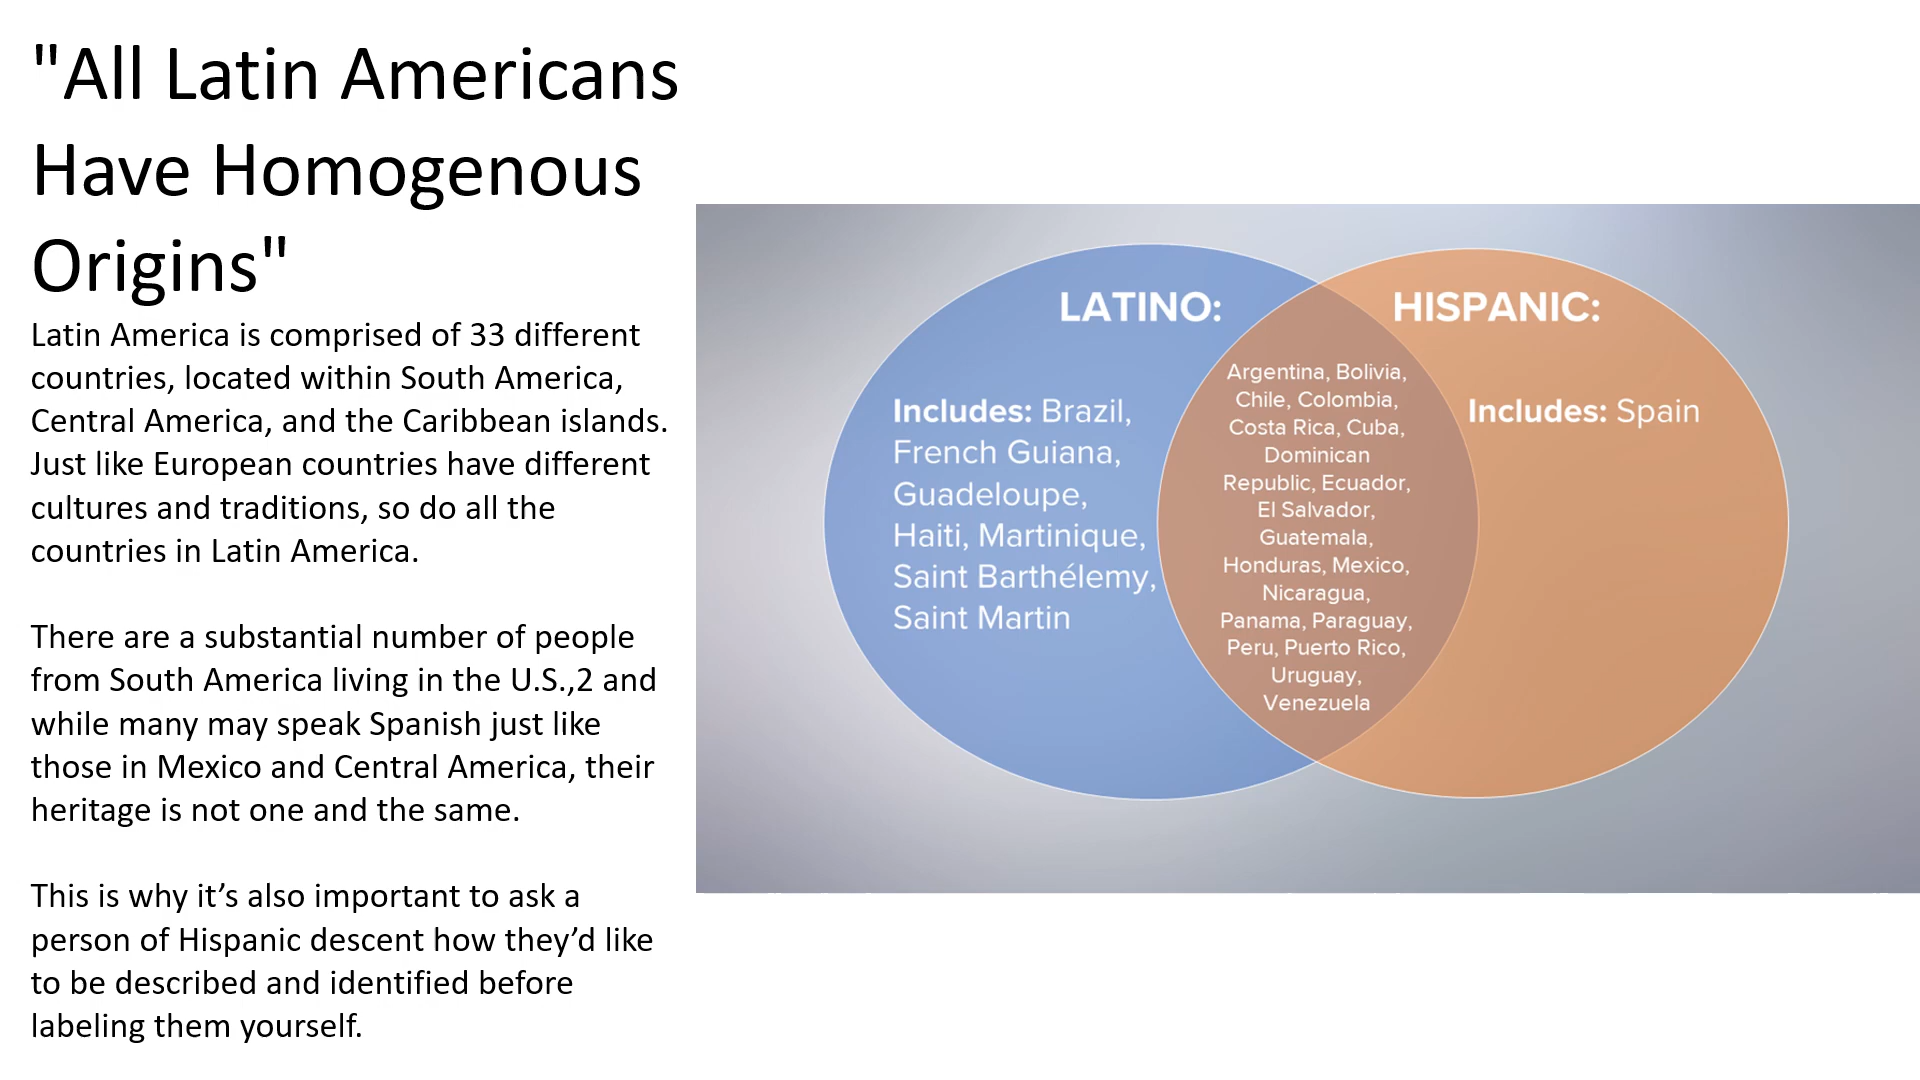 "All Latin Americans
Have Homogenous
Origins"
Latin America is comprised of 33 different
countries, located within South America,
Central America, and the Caribbean islands.
Just like European countries have different
cultures and traditions, so do all the
countries in Latin America.
There are a substantial number of people
from South America living in the U.S.,2 and
while many may speak Spanish just like
those in Mexico and Central America, their
heritage is not one and the same.
This is why it’s also important to ask a
person of Hispanic descent how they’d like
to be described and identified before
labeling them yourself.
LATINO:
Includes: Brazil,
French Guiana,
Guadeloupe,
Haiti, Martinique,
Saint Barthélemy,
Saint Martin
Argentina, Bolivia,
Chile, Colombia,
Costa Rica, Cuba,
Dominican
Republic, Ecuador,
El Salvador,
Guatemala,
Honduras, Mexico,
Nicaragua,
Panama, Paraguay,
Peru, Puerto Rico,
Uruguay,
Venezuela
HISPANIC:
Includes: Spain